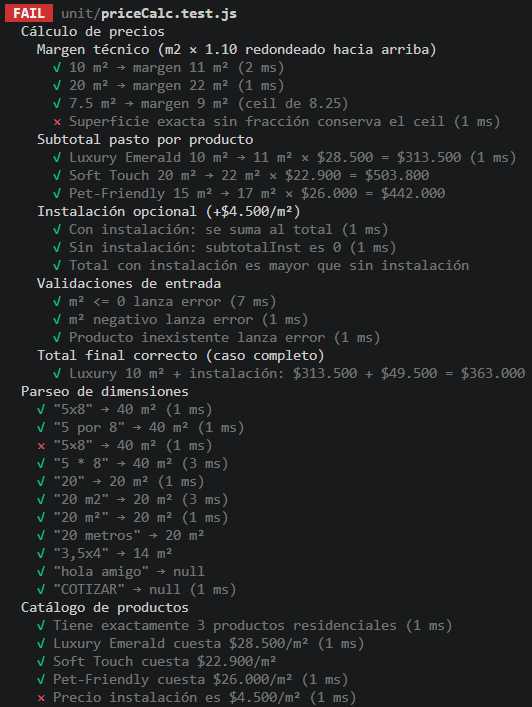 FAIL unit/priceCalc.test.js
Cálculo de precios
Margen técnico (m2 × 1.10 redondeado hacia arriba)
√ 10 m² → margen 11 m² (2 ms)
√ 20 m² → margen 22 m² (1 ms)
√ 7.5 m² → margen 9 m² (ceil de 8.25)
× Superficie exacta sin fracción conserva el ceil (1 ms)
Subtotal pasto por producto
√ Luxury Emerald 10 m² → 11 m² × $28.500 = $313.500 (1 ms)
√ Soft Touch 20 m² → 22 m² × $22.900 = $503.800
√ Pet-Friendly 15 m² → 17 m² × $26.000 = $442.000
Instalación opcional (+$4.500/m²)
√ Con instalación: se suma al total (1 ms)
√ Sin instalación: subtotalInst es 0 (1 ms)
√ Total con instalación es mayor que sin instalación
Validaciones de entrada
√ m² <= 0 lanza error (7 ms)
√ m² negativo lanza error (1 ms)
√ Producto inexistente lanza error (1 ms)
Total final correcto (caso completo)
√ Luxury 10 m² + instalación: $313.500 + $49.500 = $363.000
Parseo de dimensiones
√ "5x8" → 40 m² (1 ms)
√ "5 por 8" → 40 m² (1 ms)
× "5×8" → 40 m² (1 ms)
√ "5 * 8" → 40 m² (3 ms)
√ "20" → 20 m² (1 ms)
√ "20 m2" → 20 m² (3 ms)
√ "20 m²" → 20 m² (1 ms)
√ "20 metros" → 20 m²
√ "3,5x4" → 14 m²
√ "hola amigo" → null
√ "COTIZAR" → null (1 ms)
Catálogo de productos
√ Tiene exactamente 3 productos residenciales (1 ms)
√ Luxury Emerald cuesta $28.500/m² (1 ms)
√ Soft Touch cuesta $22.900/m²
√ Pet-Friendly cuesta $26.000/m² (1 ms)
× Precio instalación es $4.500/m² (1 ms)